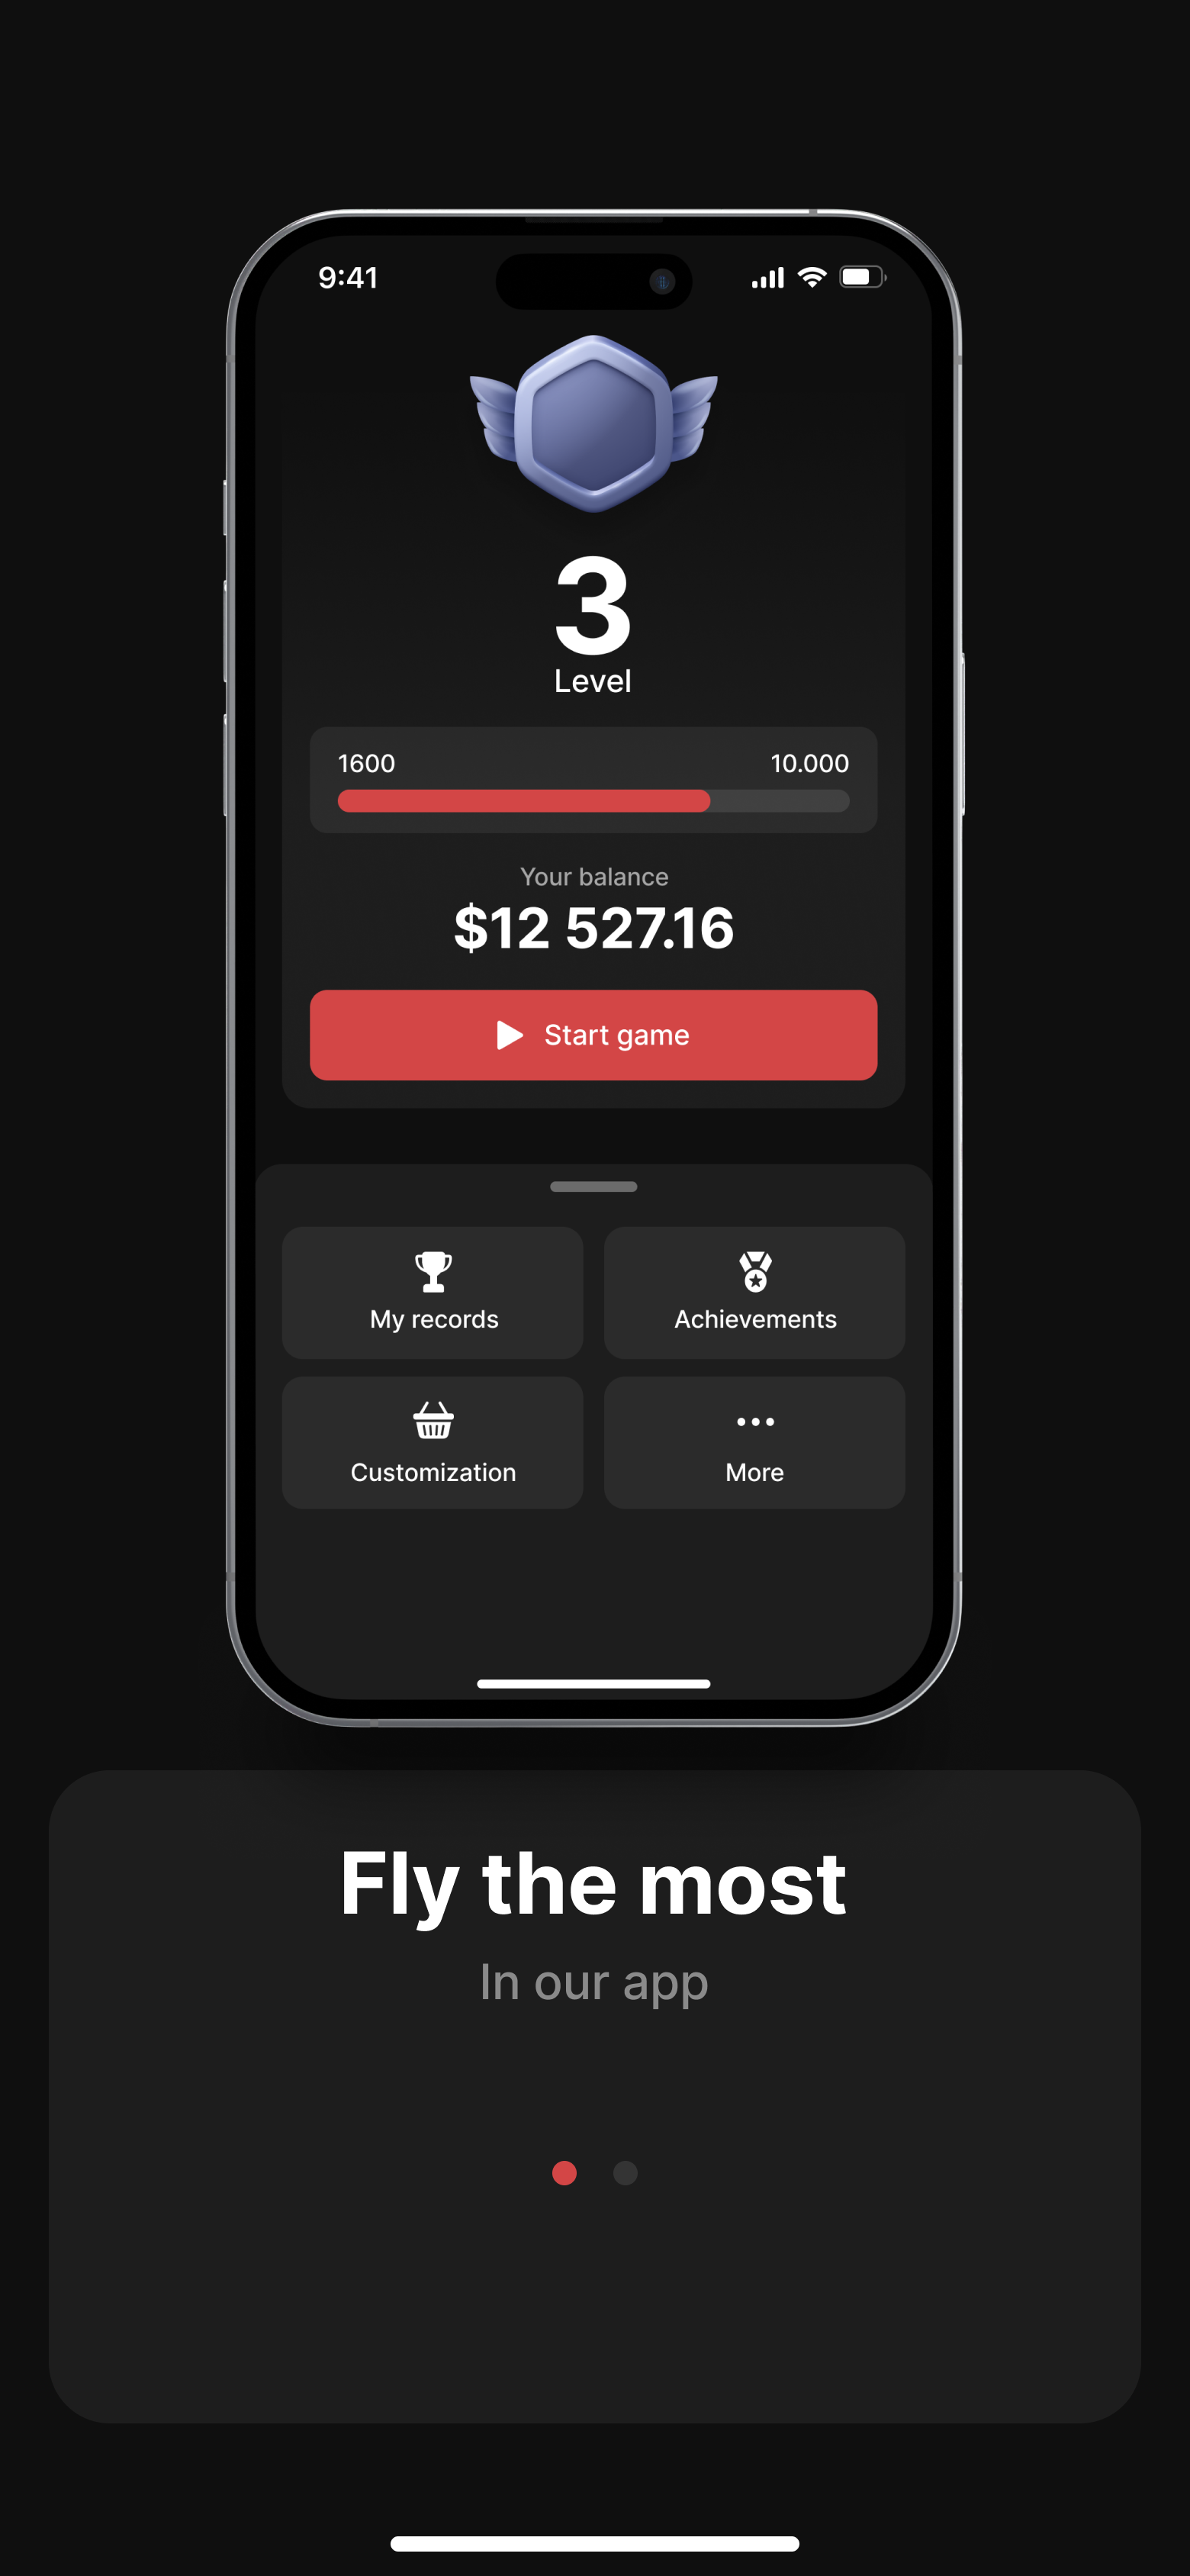 9:41
3
Level
1600 10.000
Your balance
$12 527.16
Start game
My records Achievements
Customization More
Fly the most
In our app